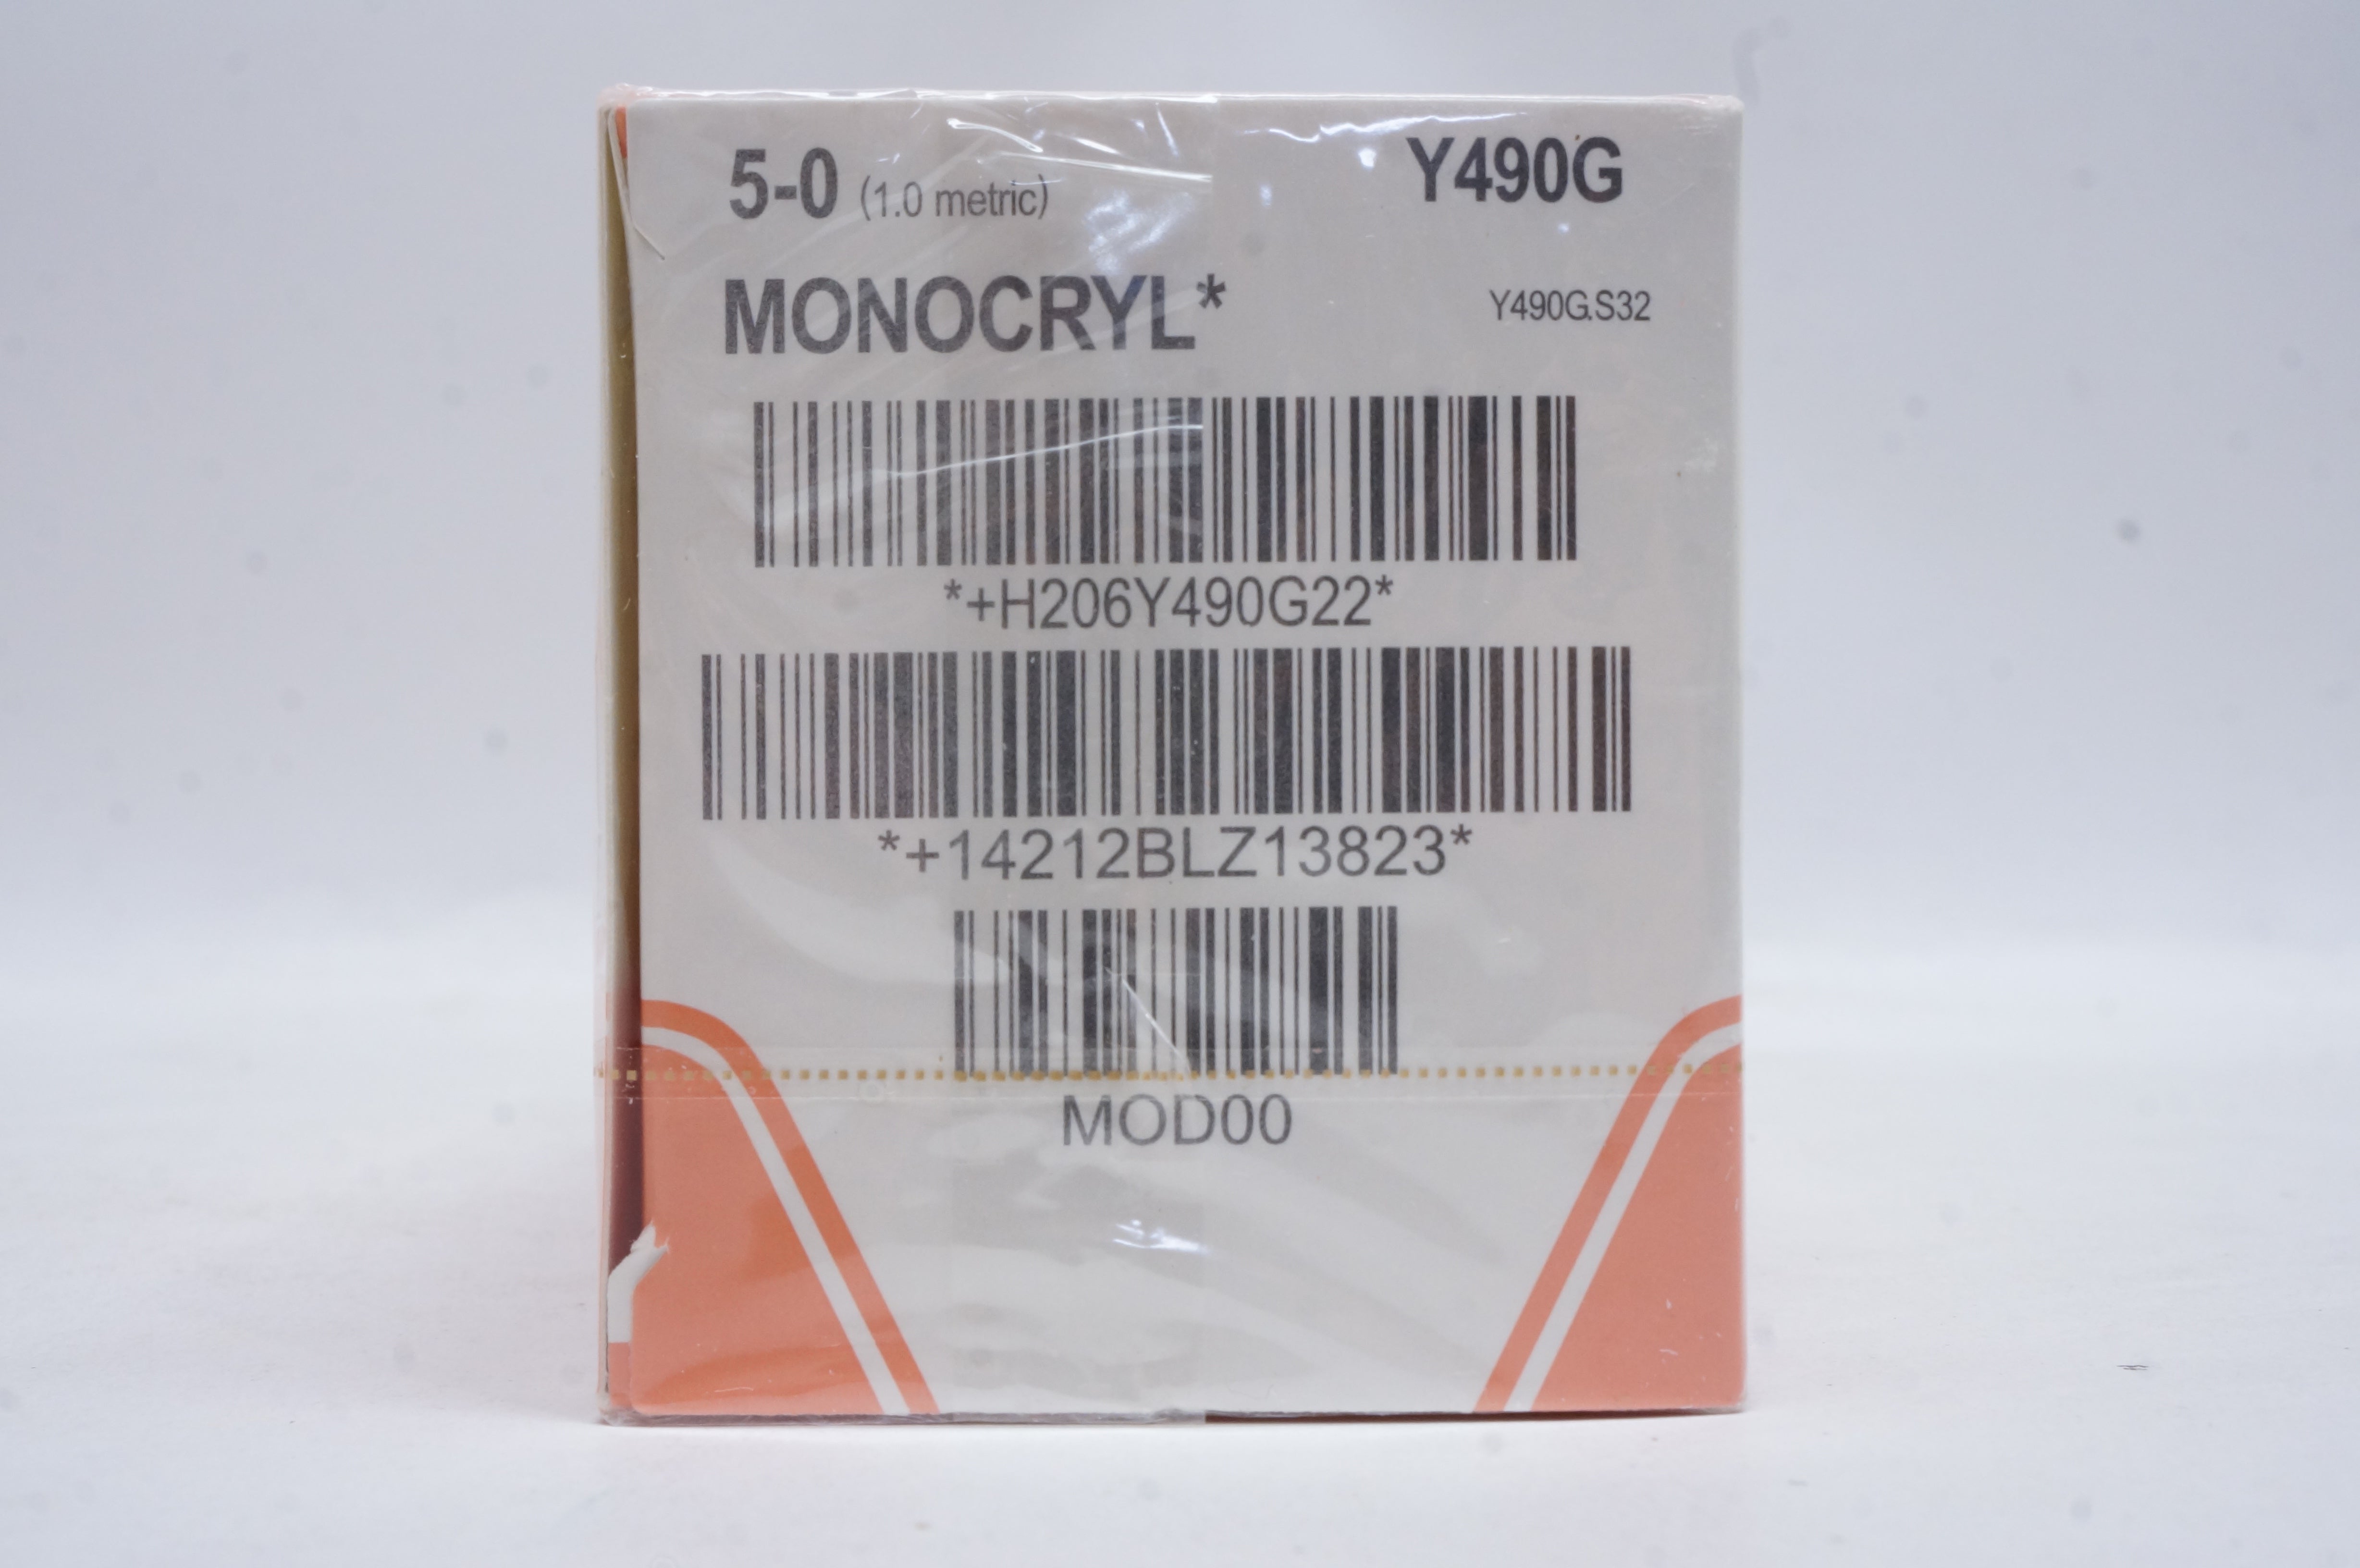 5-0 (1.0 metric) Y490G
MONOCRYL* Y490G.S32
*+H206Y490G22*
*+14212BLZ13823*
MOD00